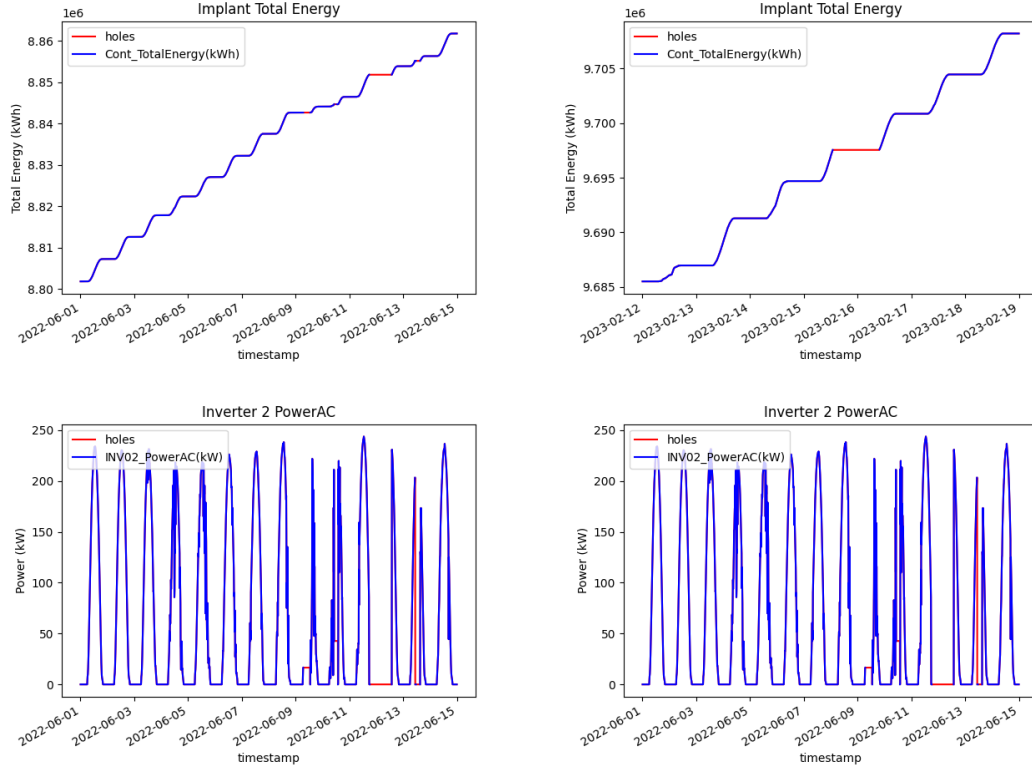 Implant Total Energy
1e6
holes
Cont_TotalEnergy(kWh)
8.86
8.85
8.84
8.83
8.82
8.81
8.80
Total Energy (kWh)
2022-06-01
2022-06-03
2022-06-05
2022-06-07
2022-06-09
2022-06-11
2022-06-13
2022-06-15
timestamp
Implant Total Energy
1e6
holes
Cont_TotalEnergy(kWh)
9.705
9.700
9.695
9.690
9.685
Total Energy (kWh)
2023-02-12
2023-02-13
2023-02-14
2023-02-15
2023-02-16
2023-02-17
2023-02-18
2023-02-19
timestamp
Inverter 2 PowerAC
holes
INV02_PowerAC(kW)
250
200
150
100
50
0
Power (kW)
2022-06-01
2022-06-03
2022-06-05
2022-06-07
2022-06-09
2022-06-11
2022-06-13
2022-06-15
timestamp
Inverter 2 PowerAC
holes
INV02_PowerAC(kW)
250
200
150
100
50
0
Power (kW)
2022-06-01
2022-06-03
2022-06-05
2022-06-07
2022-06-09
2022-06-11
2022-06-13
2022-06-15
timestamp